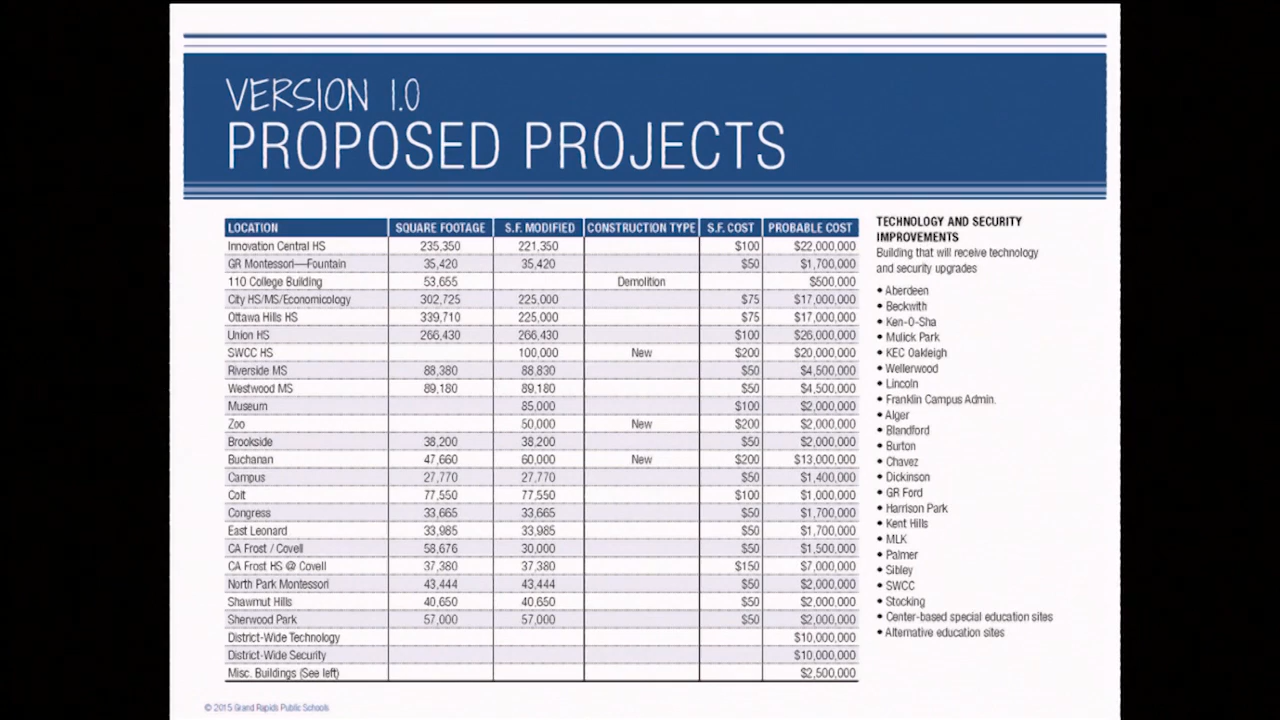 VERSION 1.0
PROPOSED PROJECTS
LOCATION SQUARE FOOTAGE S.F. MODIFIED CONSTRUCTION TYPE S.F. COST PROBABLE COST
Innovation Central HS 235,350 221,350 $100 $22,000,000
GR Montessori—Fountain 35,420 35,420 $50 $1,700,000
110 College Building 53,655 Demolition $500,000
City HS/MS/Economicology 302,725 225,000 $75 $17,000,000
Ottawa Hills HS 339,710 225,000 $75 $17,000,000
Union HS 266,430 266,430 $100 $26,000,000
SWCC HS 100,000 New $200 $20,000,000
Riverside MS 88,380 88,830 $50 $4,500,000
Westwood MS 89,180 89,180 $50 $4,500,000
Museum 85,000 $100 $2,000,000
Zoo 50,000 New $200 $2,000,000
Brookside 38,200 38,200 $50 $2,000,000
Buchanan 47,660 60,000 New $200 $13,000,000
Campus 27,770 27,770 $50 $1,400,000
Coit 77,550 77,550 $100 $1,000,000
Congress 33,665 33,665 $50 $1,700,000
East Leonard 33,985 33,985 $50 $1,700,000
CA Frost / Covell 58,676 30,000 $50 $1,500,000
CA Frost HS @ Covell 37,380 37,380 $150 $7,000,000
North Park Montessori 43,444 43,444 $50 $2,000,000
Shawmut Hills 40,650 40,650 $50 $2,000,000
Sherwood Park 57,000 57,000 $50 $2,000,000
District-Wide Technology $10,000,000
District-Wide Security $10,000,000
Misc. Buildings (See left) $2,500,000
TECHNOLOGY AND SECURITY
IMPROVEMENTS
Building that will receive technology
and security upgrades
• Aberdeen
• Beckwith
• Ken-O-Sha
• Mulick Park
• KEC Oakleigh
• Wellerwood
• Lincoln
• Franklin Campus Admin.
• Alger
• Blandford
• Burton
• Chavez
• Dickinson
• GR Ford
• Harrison Park
• Kent Hills
• MLK
• Palmer
• Sibley
• SWCC
• Stocking
• Center-based special education sites
• Alternative education sites
© 2015 Grand Rapids Public Schools